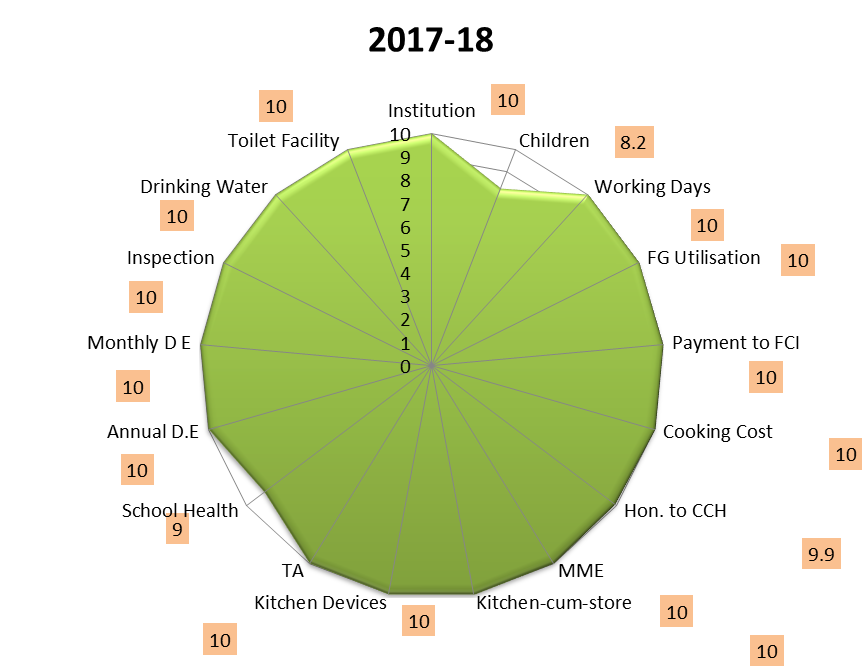 2017-18
10
Institution
10
10
Toilet Facility
Children
8.2
9
8
Drinking Water
Working Days
10
7
10
6
Inspection
FG Utilisation
10
5
4
10
3
2
Monthly D E
1
Payment to FCI
0
10
10
Annual D.E
Cooking Cost
10
10
School Health
Hon. to CCH
9
9.9
TA
MME
Kitchen Devices
Kitchen-cum-store
10
10
10
10